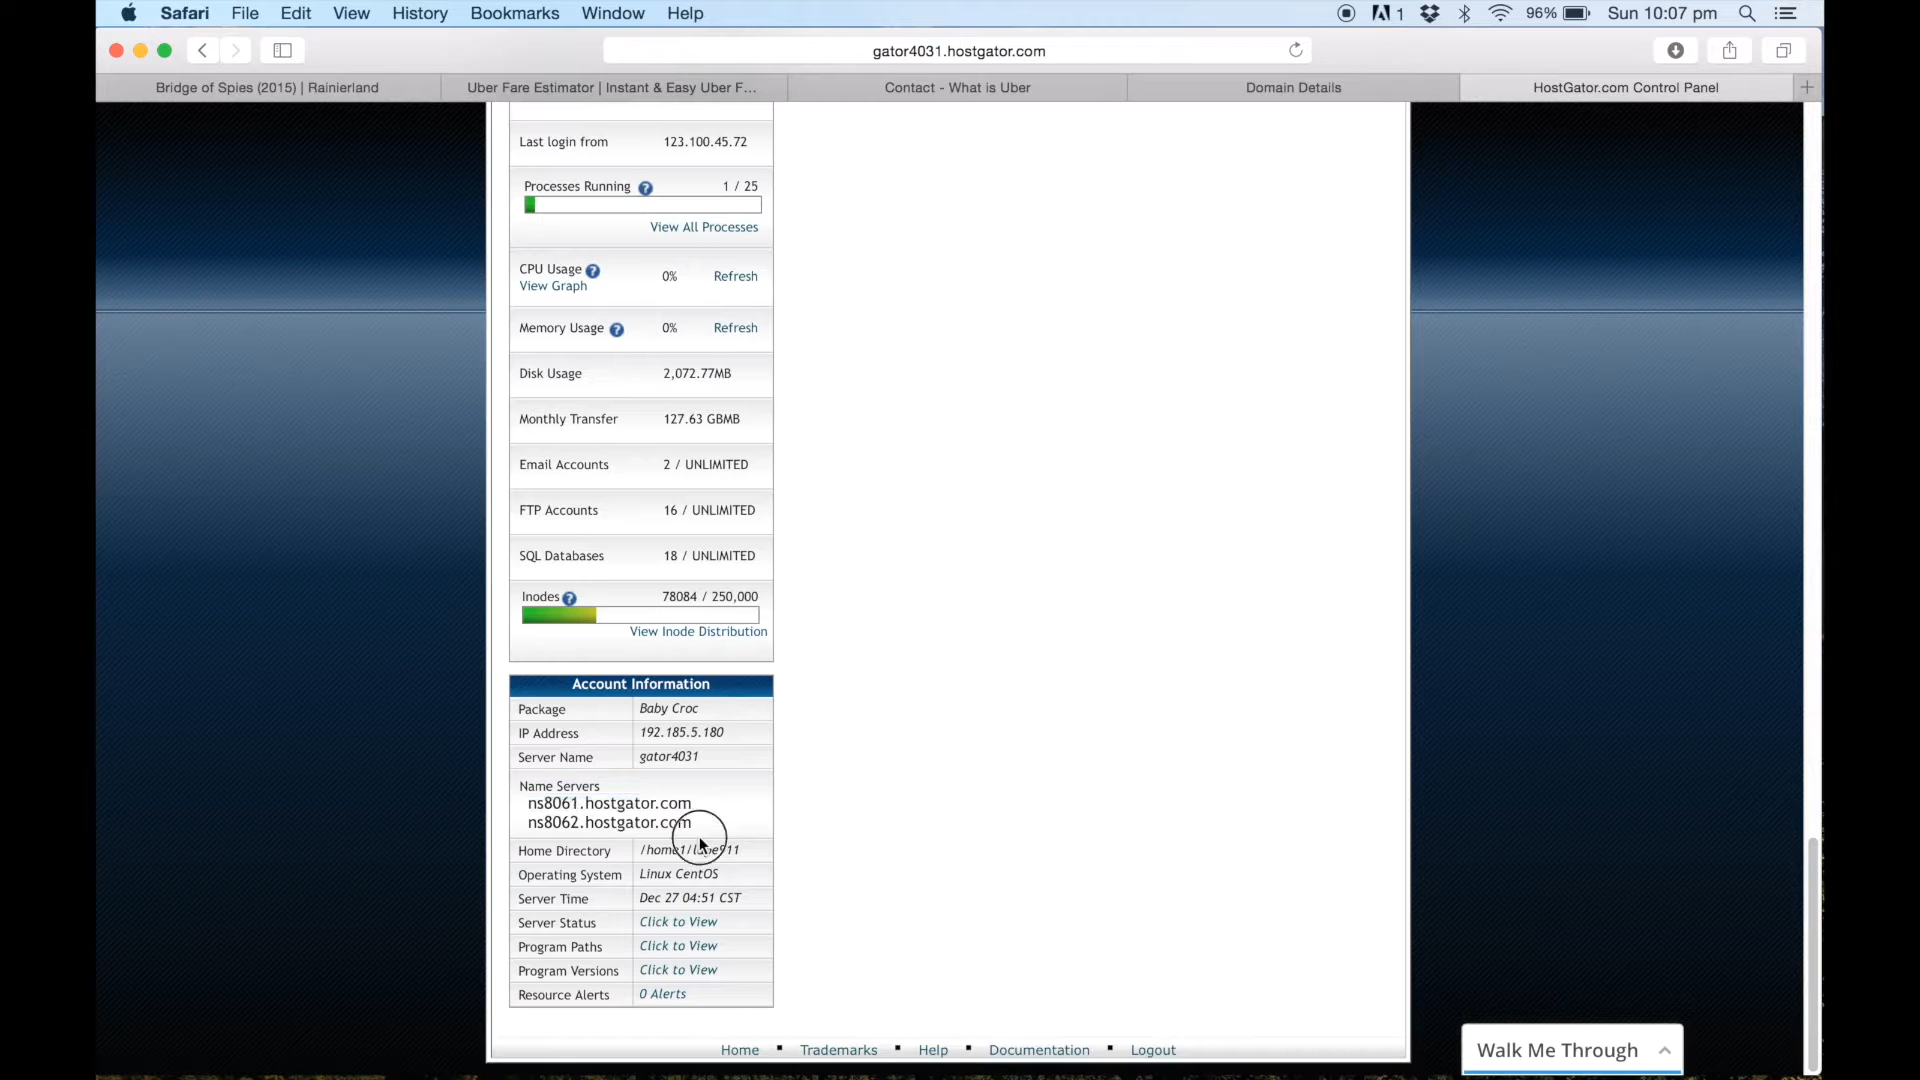 Safari File Edit View History Bookmarks Window Help 1 96% Sun 10:07 pm
gator4031.hostgator.com
Bridge of Spies (2015) | Rainierland Uber Fare Estimator | Instant & Easy Uber F... Contact - What is Uber Domain Details HostGator.com Control Panel
Last login from 123.100.45.72
Processes Running ? 1 / 25
View All Processes
CPU Usage ? 0% Refresh
View Graph
Memory Usage ? 0% Refresh
Disk Usage 2,072.77MB
Monthly Transfer 127.63 GBMB
Email Accounts 2 / UNLIMITED
FTP Accounts 16 / UNLIMITED
SQL Databases 18 / UNLIMITED
Inodes ? 78084 / 250,000
View Inode Distribution
Account Information
Package Baby Croc
IP Address 192.185.5.180
Server Name gator4031
Name Servers
ns8061.hostgator.com
ns8062.hostgator.com
Home Directory
Operating System Linux CentOS
Server Time Dec 27 04:51 CST
Server Status Click to View
Program Paths Click to View
Program Versions Click to View
Resource Alerts 0 Alerts
Home Trademarks Help Documentation Logout
Walk Me Through